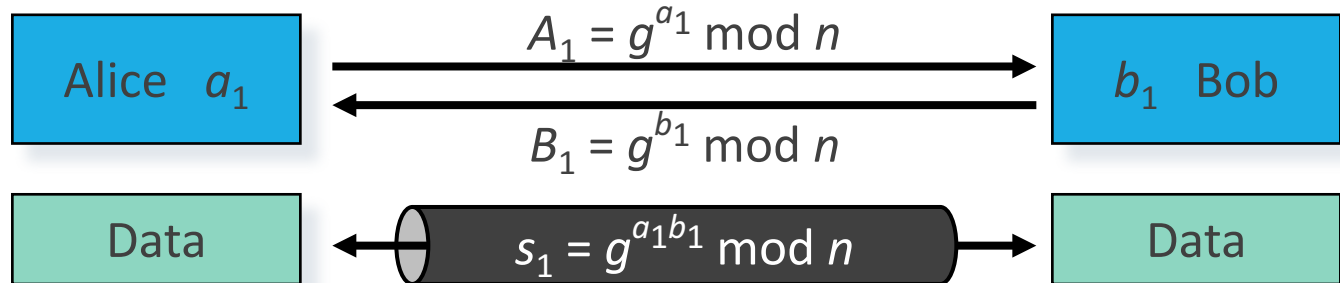 A₁ = g^a₁ mod n
Alice a₁
b₁ Bob
B₁ = g^b₁ mod n
Data
s₁ = g^a₁b₁ mod n
Data